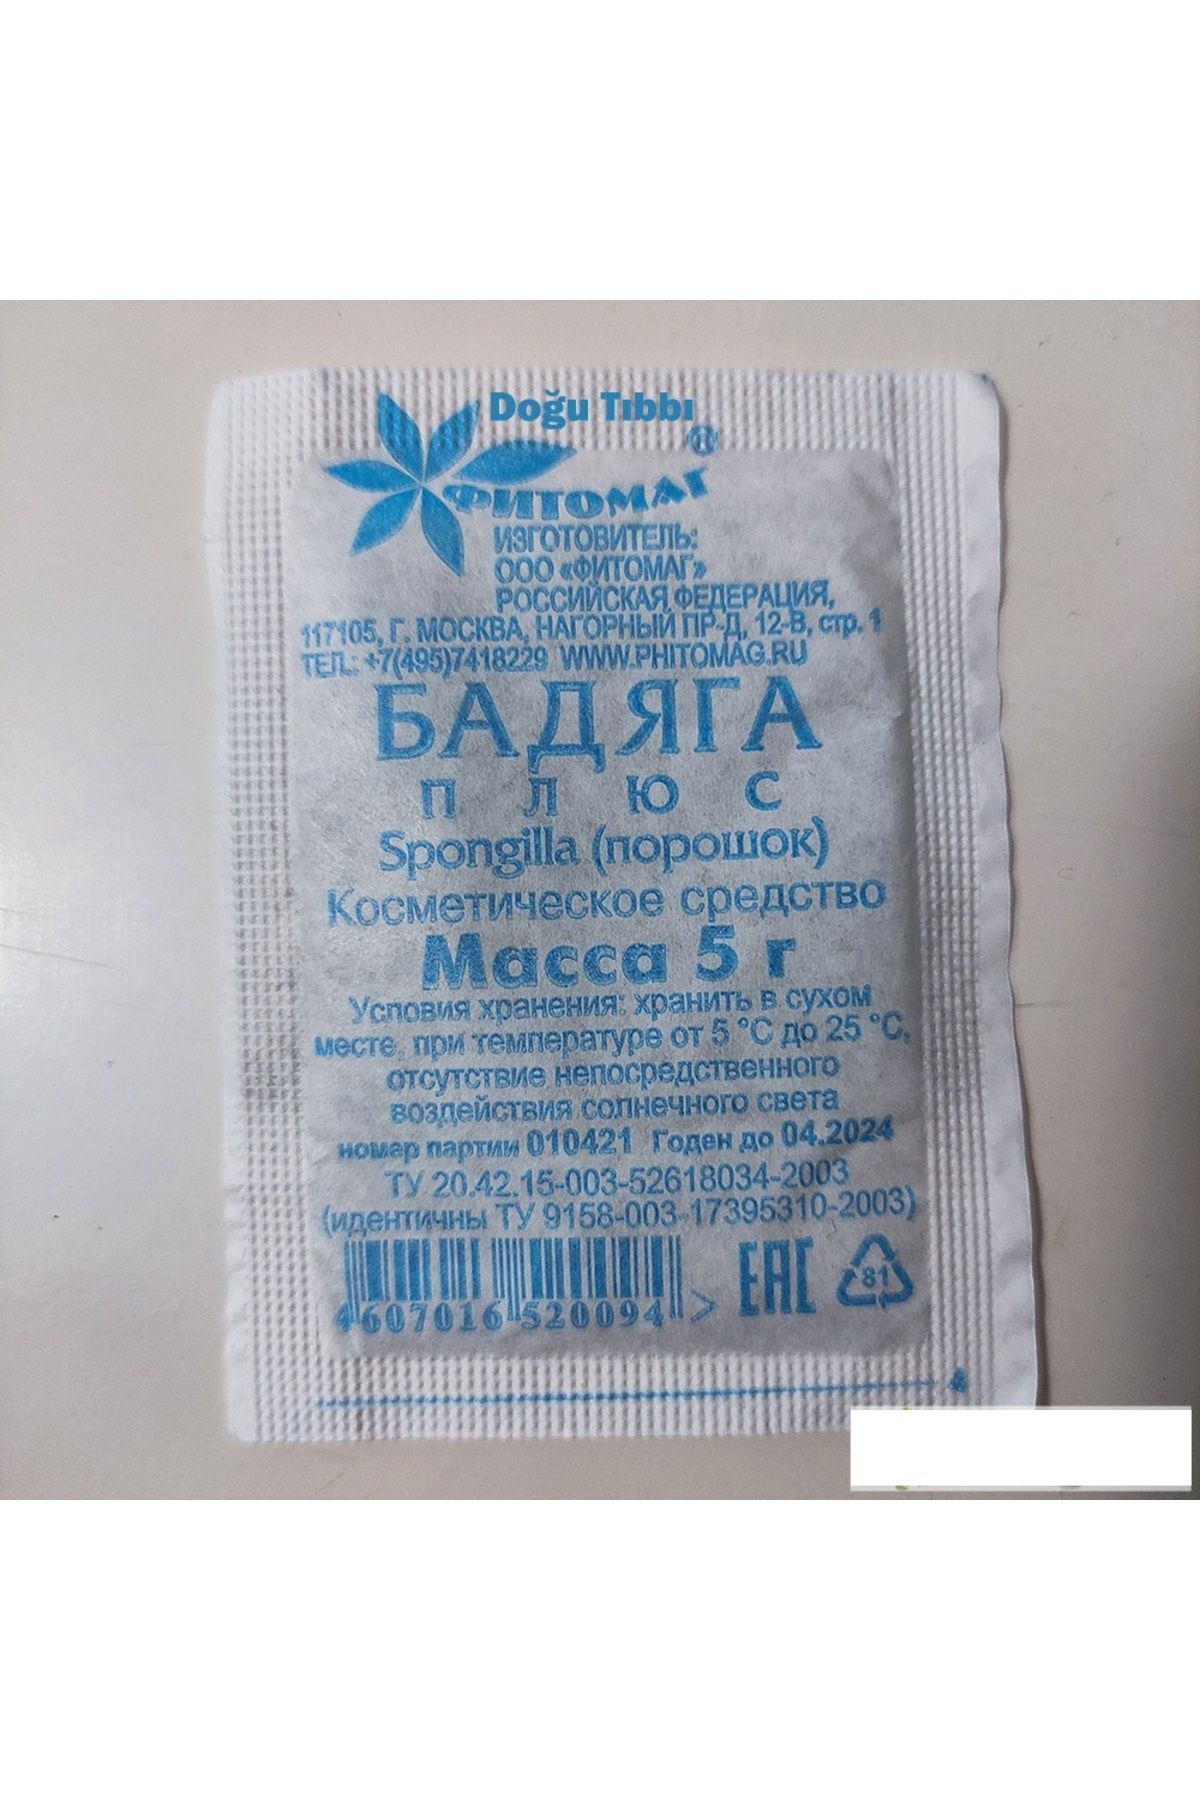 Doğu Tıbbı
®
ФИТОМАГ
ИЗГОТОВИТЕЛЬ:
ООО «ФИТОМАГ»
РОССИЙСКАЯ ФЕДЕРАЦИЯ,
117105, Г. МОСКВА, НАГОРНЫЙ ПР-Д, 12-В, стр. 1
ТЕЛ.: +7(495)7418229 WWW.PHITOMAG.RU
БАДЯГА
ПЛЮС
Spongilla (порошок)
Косметическое средство
Масса 5 г
Условия хранения: хранить в сухом
месте, при температуре от 5 °С до 25 °С,
отсутствие непосредственного
воздействия солнечного света
номер партии 010421 Годен до 04.2024
ТУ 20.42.15-003-52618034-2003
(идентичны ТУ 9158-003-17395310-2003)
4607016520094 >
ЕАС
81
4